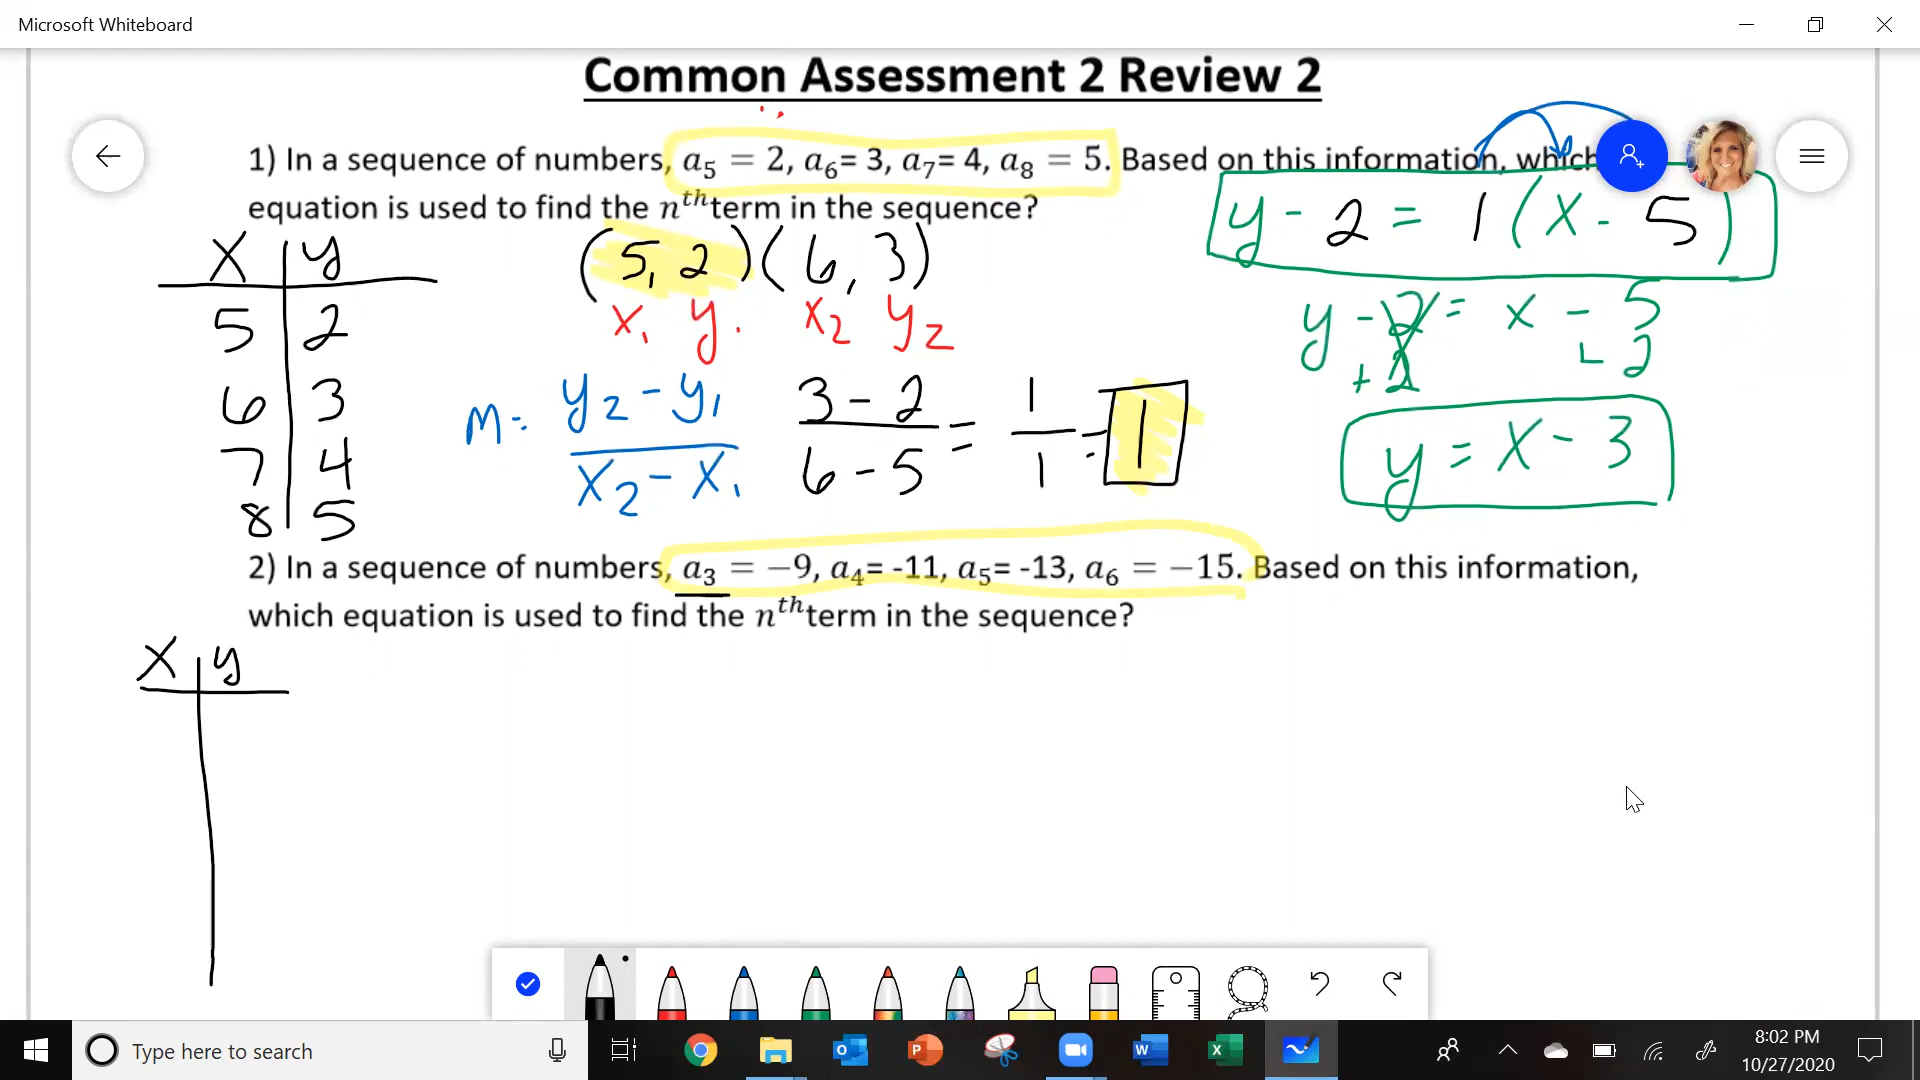 Microsoft Whiteboard
Common Assessment 2 Review 2
1) In a sequence of numbers, a₅ = 2, a₆= 3, a₇= 4, a₈ = 5. Based on this information, which
equation is used to find the nᵗʰterm in the sequence?
y - 2 = 1 (x - 5)
x y
(5, 2) (6, 3)
5 2
x₁ y₁ x₂ y₂
y - 2 = x - 5
+ 2
6 3
m = y₂ - y₁ / x₂ - x₁
3 - 2 / 6 - 5 = 1 / 1 = 1
y = x - 3
7 4
8 5
2) In a sequence of numbers, a₃ = −9, a₄= -11, a₅= -13, a₆ = −15. Based on this information,
which equation is used to find the nᵗʰterm in the sequence?
x y
Type here to search
8:02 PM
10/27/2020